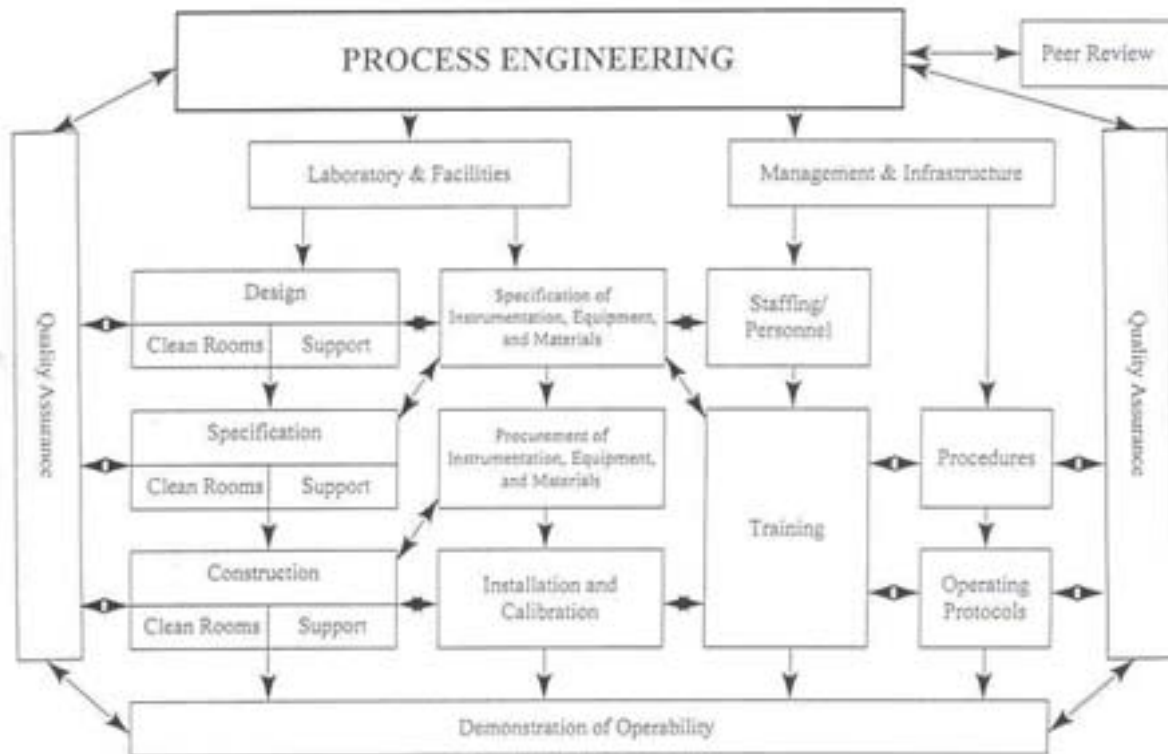 PROCESS ENGINEERING
Peer Review
Laboratory & Facilities
Management & Infrastructure
Quality Assurance
Design
Clean Rooms
Support
Specification of
Instrumentation, Equipment,
and Materials
Staffing/
Personnel
Quality Assurance
Specification
Clean Rooms
Support
Procurement of
Instrumentation, Equipment,
and Materials
Training
Procedures
Construction
Clean Rooms
Support
Installation and
Calibration
Operating
Protocols
Demonstration of Operability